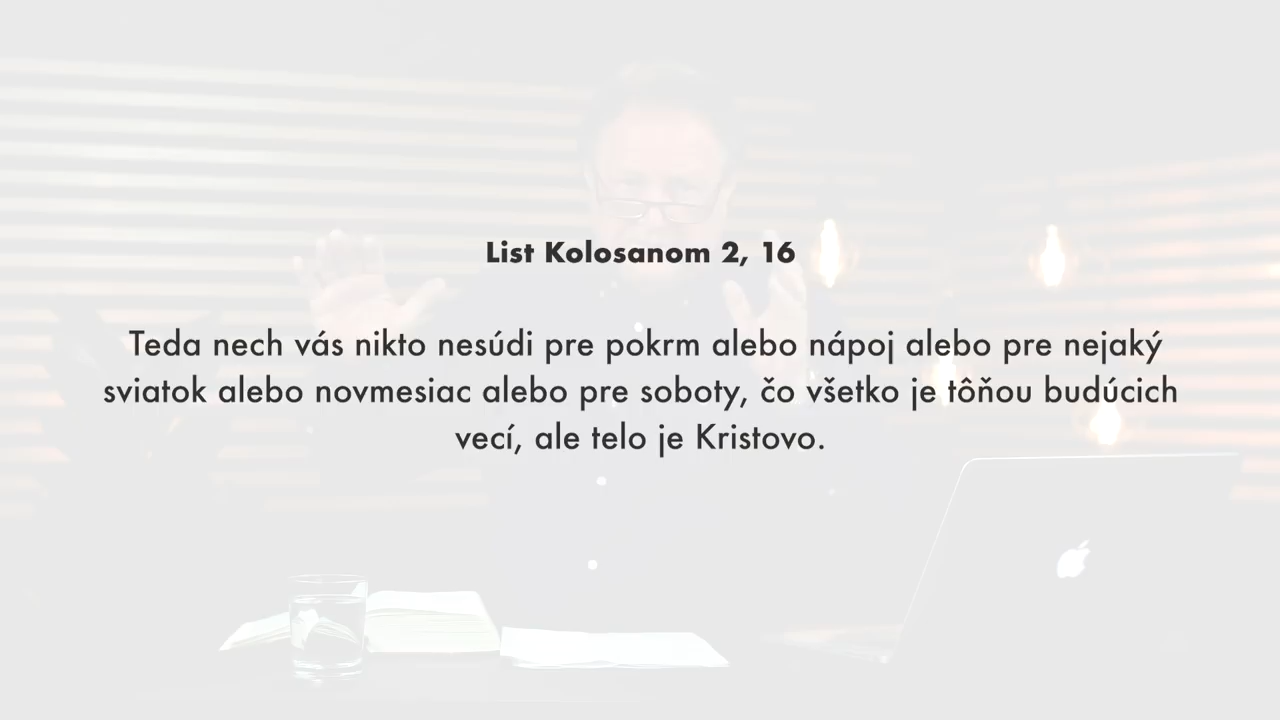 List Kolosanom 2, 16
Teda nech vás nikto nesúdi pre pokrm alebo nápoj alebo pre nejaký
sviatok alebo novmesiac alebo pre soboty, čo všetko je tôňou budúcich
vecí, ale telo je Kristovo.